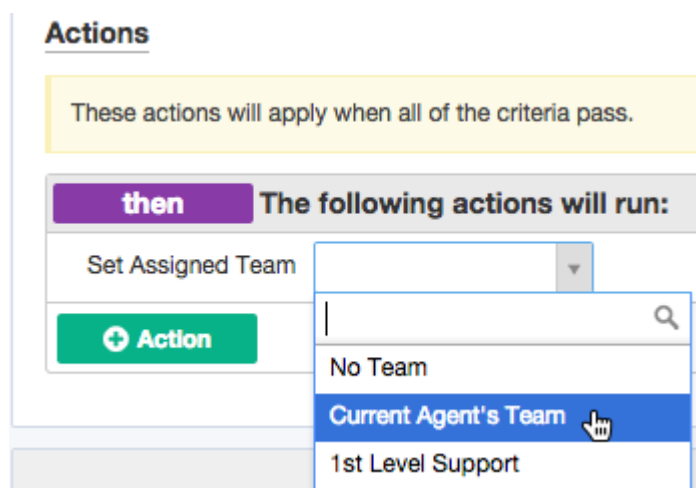 Actions
These actions will apply when all of the criteria pass.
then The following actions will run:
Set Assigned Team
Action
No Team
Current Agent's Team
1st Level Support